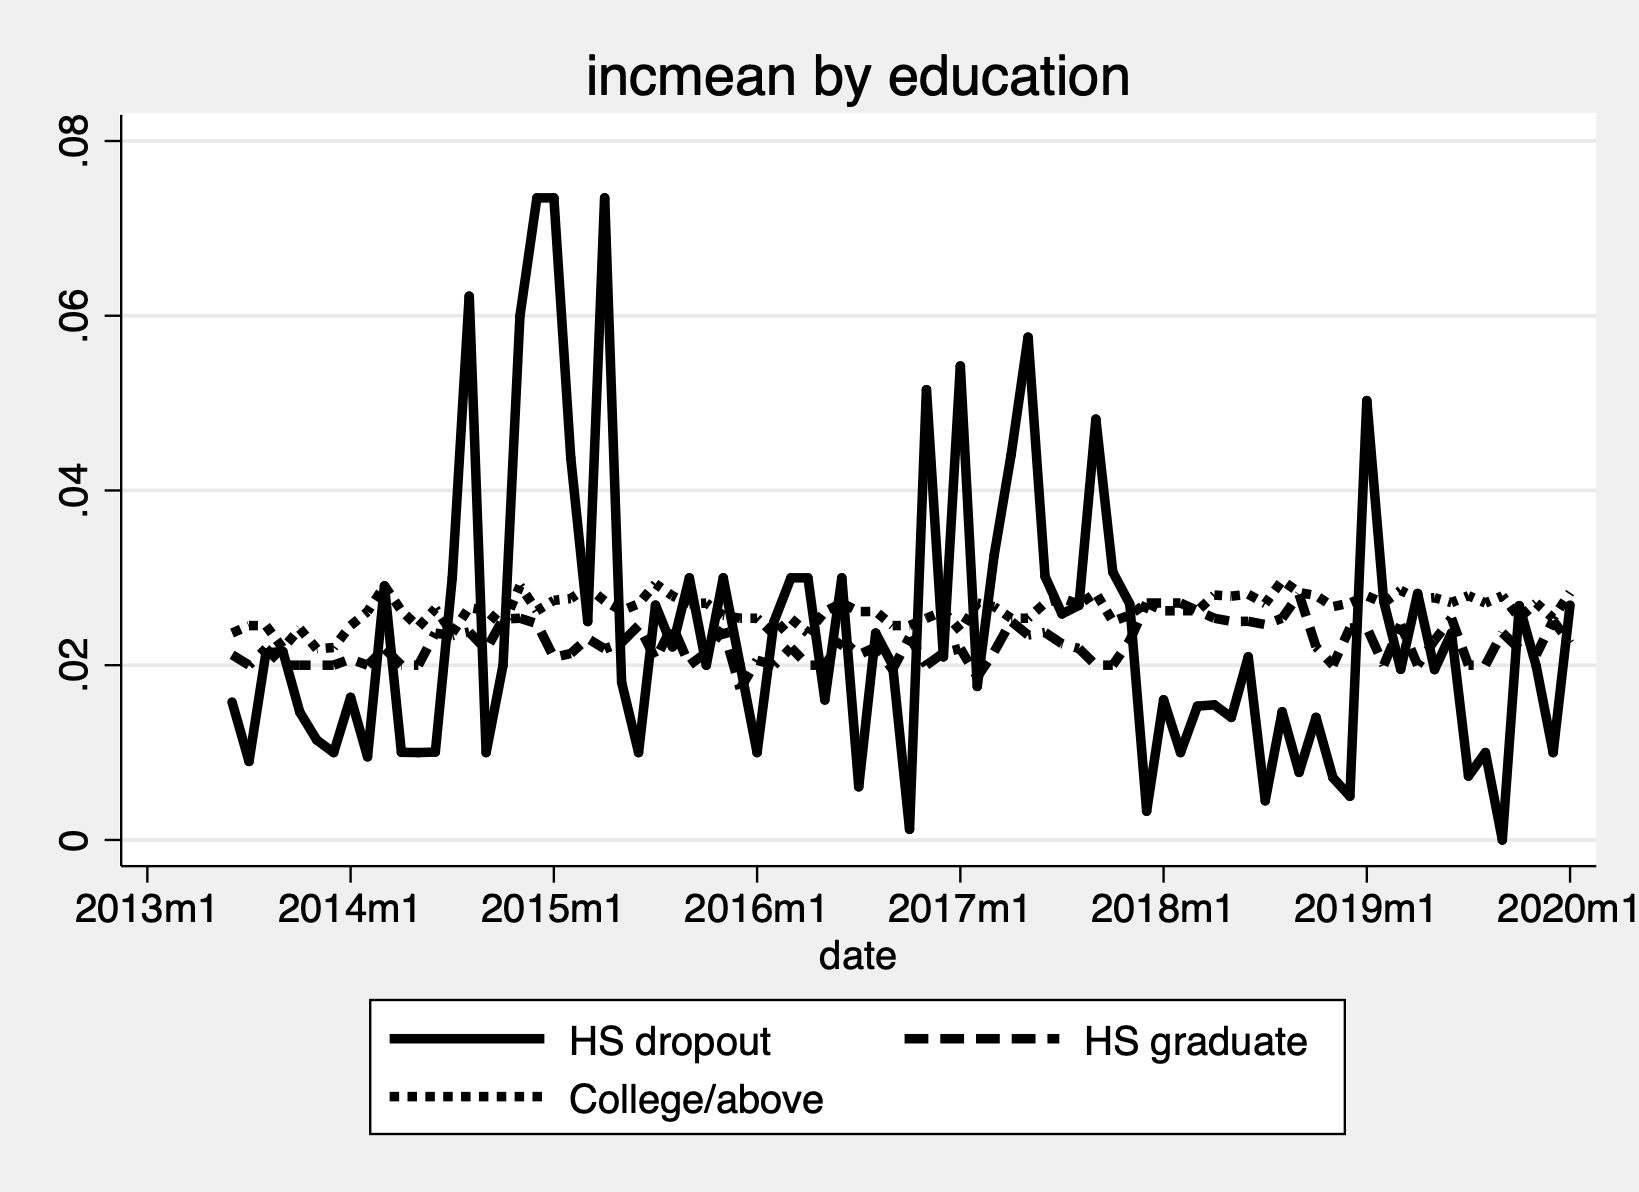 incmean by education
.08
.06
.04
.02
0
2013m1 2014m1 2015m1 2016m1 2017m1 2018m1 2019m1 2020m1
date
HS dropout HS graduate
College/above